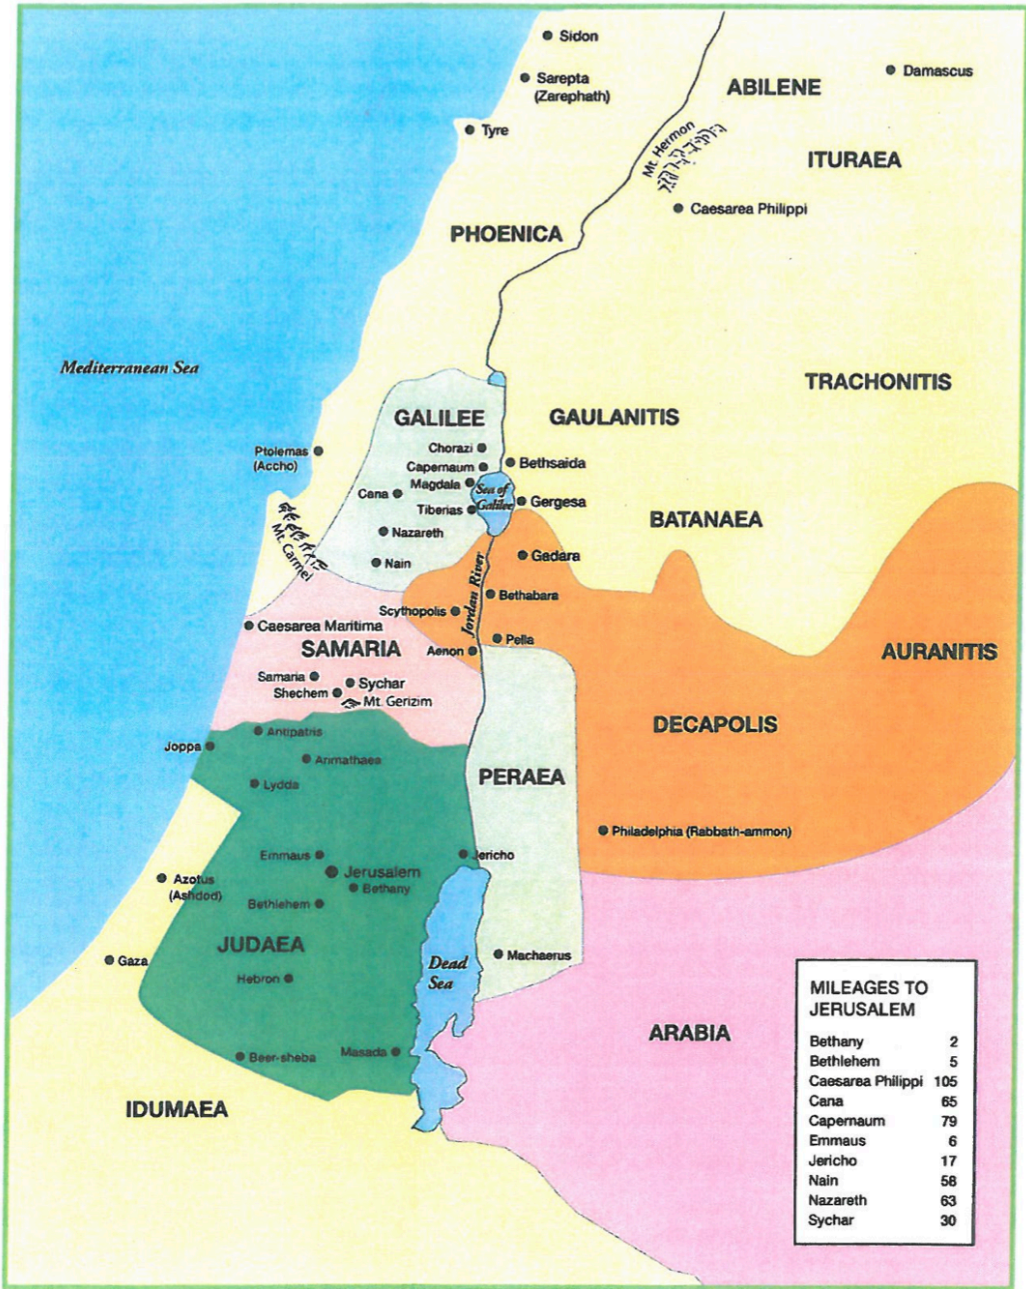 Sidon
Sarepta
(Zarephath)
Tyre
Damascus
ABILENE
Mt. Hermon
ITURAEA
Caesarea Philippi
PHOENICA
Mediterranean Sea
TRACHONITIS
GALILEE
GAULANITIS
Chorazi
Ptolemas
(Accho)
Capernaum
Bethsaida
Magdala
Cana
Sea of
Galilee
Gergesa
Tiberias
BATANAEA
Nazareth
Mt. Carmel
Nain
Gadara
Jordan River
Bethabara
Scythopolis
Caesarea Maritima
Pella
SAMARIA
Aenon
AURANITIS
Samaria
Sychar
Shechem
Mt. Gerizim
DECAPOLIS
Antipatris
Joppa
Arimathaea
PERAEA
Lydda
Philadelphia (Rabbath-ammon)
Emmaus
Jericho
Jerusalem
Azotus
(Ashdod)
Bethany
Bethlehem
JUDAEA
Gaza
Machaerus
Dead
Sea
Hebron
ARABIA
Masada
Beer-sheba
IDUMAEA
MILEAGES TO
JERUSALEM
Bethany 2
Bethlehem 5
Caesarea Philippi 105
Cana 65
Capernaum 79
Emmaus 6
Jericho 17
Nain 58
Nazareth 63
Sychar 30